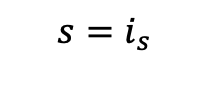 s = i_s